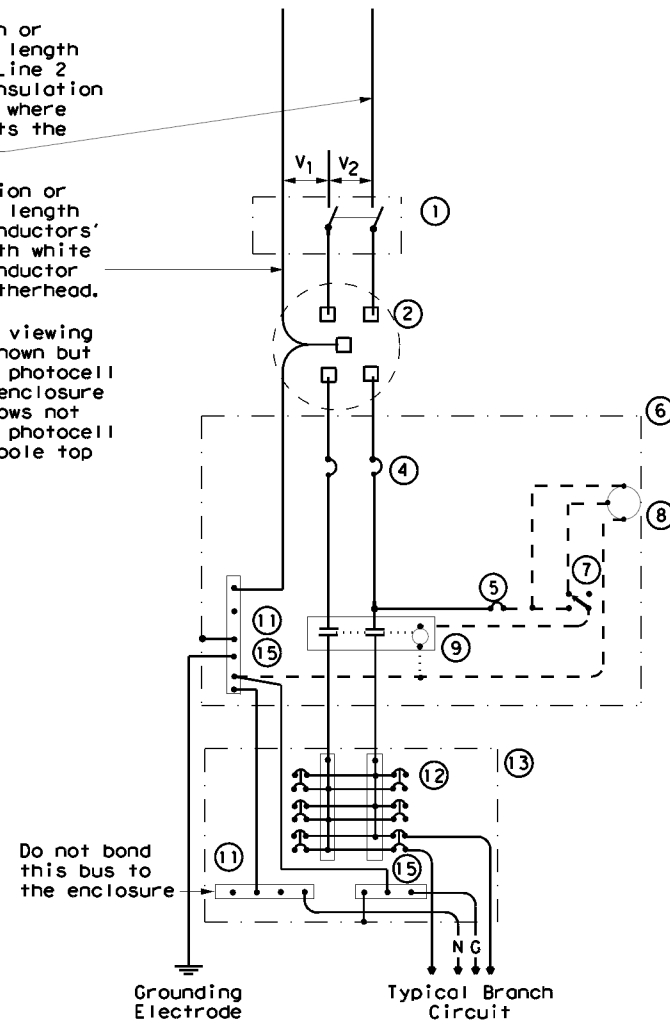 n or
length
Line 2
nsulation
where
ts the
ion or
length
nductors'
th white
nductor
therhead.
viewing
hown but
photocell
enclosure
ows not
photocell
pole top
V1
V2
1
2
6
4
8
5
7
11
15
9
13
12
11
15
Do not bond
this bus to
the enclosure
N G
Grounding
Electrode
Typical Branch
Circuit